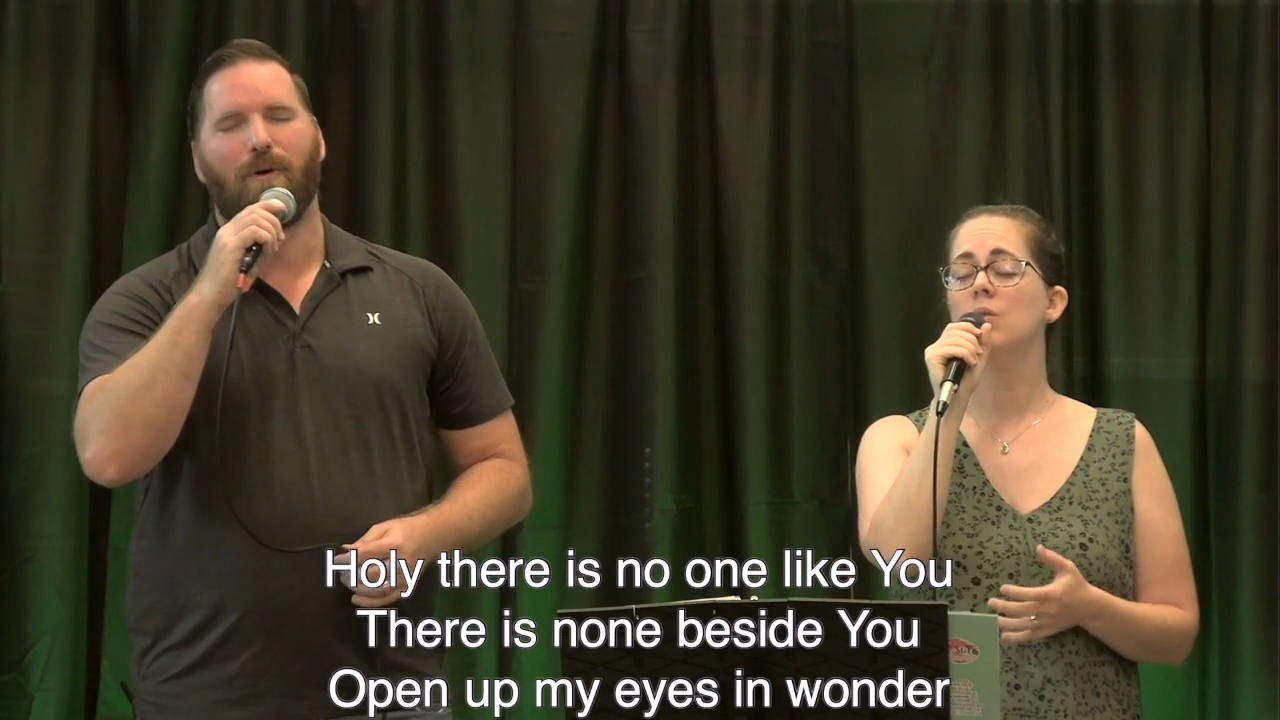 Holy there is no one like You
There is none beside You
Open up my eyes in wonder